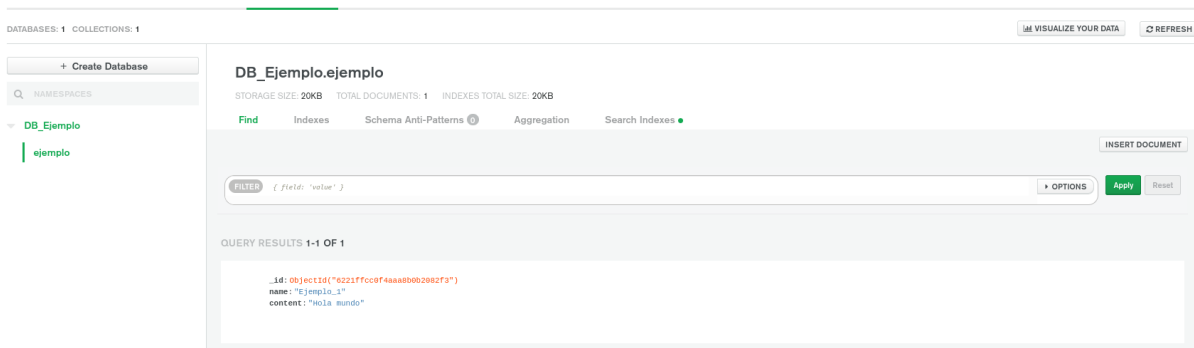 DATABASES: 1 COLLECTIONS: 1
VISUALIZE YOUR DATA
REFRESH
+ Create Database
NAMESPACES
DB_Ejemplo
ejemplo
DB_Ejemplo.ejemplo
STORAGE SIZE: 20KB TOTAL DOCUMENTS: 1 INDEXES TOTAL SIZE: 20KB
Find Indexes Schema Anti-Patterns 0 Aggregation Search Indexes
INSERT DOCUMENT
FILTER { field: 'value' } OPTIONS Apply Reset
QUERY RESULTS 1-1 OF 1
_id: ObjectId("6221ffcc0f4aaa8b0b2082f3")
name: "Ejemplo_1"
content: "Hola mundo"